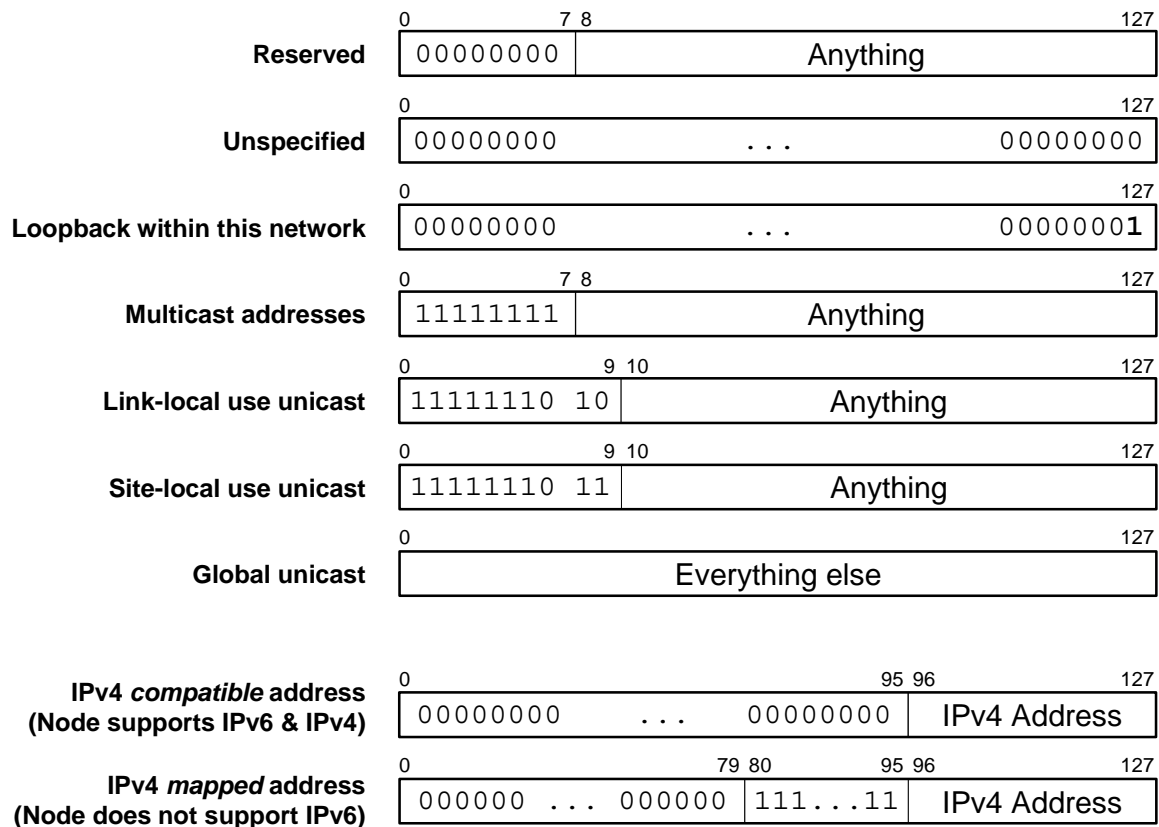 0 7 8 127
Reserved 00000000 Anything
0 127
Unspecified 00000000 ... 00000000
0 127
Loopback within this network 00000000 ... 00000001
0 7 8 127
Multicast addresses 11111111 Anything
0 9 10 127
Link-local use unicast 11111110 10 Anything
0 9 10 127
Site-local use unicast 11111110 11 Anything
0 127
Global unicast Everything else
0 95 96 127
IPv4 compatible address
(Node supports IPv6 & IPv4) 00000000 ... 00000000 IPv4 Address
0 79 80 95 96 127
IPv4 mapped address
(Node does not support IPv6) 000000 ... 000000 111...11 IPv4 Address